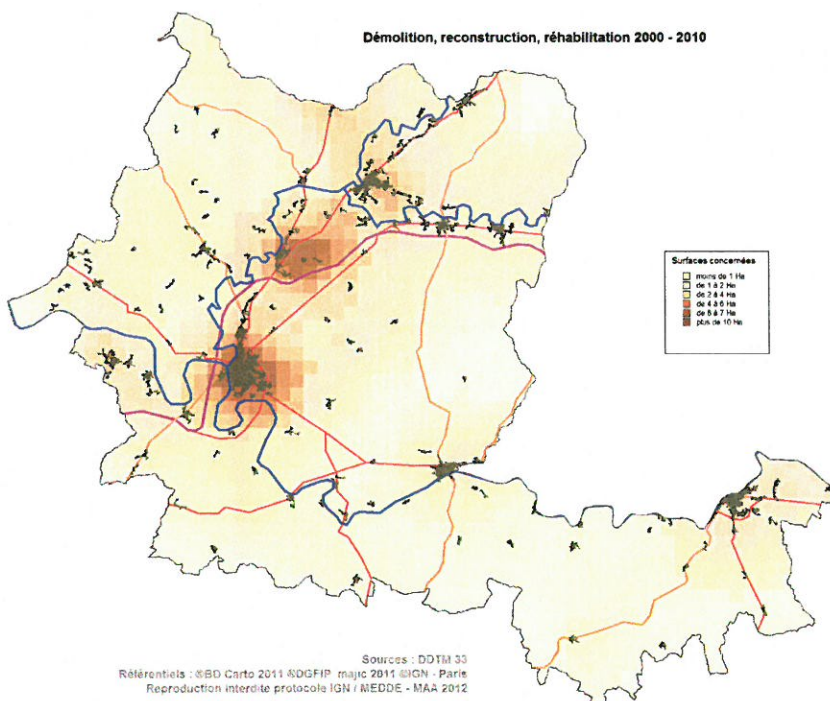 Démolition, reconstruction, réhabilitation 2000 - 2010
Surfaces concernées
moins de 1 Ha
de 1 à 2 Ha
de 2 à 4 Ha
de 4 à 6 Ha
de 6 à 7 Ha
plus de 10 Ha
Sources : DDTM 33
Référentiels : ©BD Carto 2011 ©DGFIP majic 2011 ©IGN - Paris
Reproduction interdite protocole IGN / MEDDE - MAA 2012